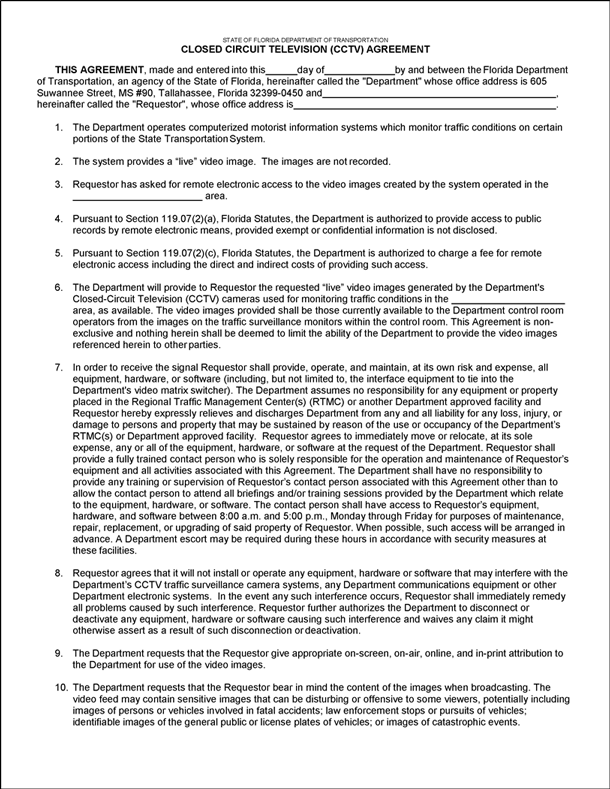 STATE OF FLORIDA DEPARTMENT OF TRANSPORTATION
CLOSED CIRCUIT TELEVISION (CCTV) AGREEMENT
THIS AGREEMENT, made and entered into this______day of__________________by and between the Florida Department
of Transportation, an agency of the State of Florida, hereinafter called the "Department" whose office address is 605
Suwannee Street, MS #90, Tallahassee, Florida 32399-0450 and___________________________________________,
hereinafter called the "Requestor", whose office address is________________________________________________.
1. The Department operates computerized motorist information systems which monitor traffic conditions on certain
portions of the State Transportation System.
2. The system provides a “live” video image. The images are not recorded.
3. Requestor has asked for remote electronic access to the video images created by the system operated in the
________________________ area.
4. Pursuant to Section 119.07(2)(a), Florida Statutes, the Department is authorized to provide access to public
records by remote electronic means, provided exempt or confidential information is not disclosed.
5. Pursuant to Section 119.07(2)(c), Florida Statutes, the Department is authorized to charge a fee for remote
electronic access including the direct and indirect costs of providing such access.
6. The Department will provide to Requestor the requested “live” video images generated by the Department's
Closed-Circuit Television (CCTV) cameras used for monitoring traffic conditions in the _____________________
area, as available. The video images provided shall be those currently available to the Department control room
operators from the images on the traffic surveillance monitors within the control room. This Agreement is non-
exclusive and nothing herein shall be deemed to limit the ability of the Department to provide the video images
referenced herein to other parties.
7. In order to receive the signal Requestor shall provide, operate, and maintain, at its own risk and expense, all
equipment, hardware, or software (including, but not limited to, the interface equipment to tie into the
Department's video matrix switcher). The Department assumes no responsibility for any equipment or property
placed in the Regional Traffic Management Center(s) (RTMC) or another Department approved facility and
Requestor hereby expressly relieves and discharges Department from any and all liability for any loss, injury, or
damage to persons and property that may be sustained by reason of the use or occupancy of the Department’s
RTMC(s) or Department approved facility. Requestor agrees to immediately move or relocate, at its sole
expense, any or all of the equipment, hardware, or software at the request of the Department. Requestor shall
provide a fully trained contact person who is solely responsible for the operation and maintenance of Requestor’s
equipment and all activities associated with this Agreement. The Department shall have no responsibility to
provide any training or supervision of Requestor’s contact person associated with this Agreement other than to
allow the contact person to attend all briefings and/or training sessions provided by the Department which relate
to the equipment, hardware, or software. The contact person shall have access to Requestor’s equipment,
hardware, and software between 8:00 a.m. and 5:00 p.m., Monday through Friday for purposes of maintenance,
repair, replacement, or upgrading of said property of Requestor. When possible, such access will be arranged in
advance. A Department escort may be required during these hours in accordance with security measures at
these facilities.
8. Requestor agrees that it will not install or operate any equipment, hardware or software that may interfere with the
Department’s CCTV traffic surveillance camera systems, any Department communications equipment or other
Department electronic systems. In the event any such interference occurs, Requestor shall immediately remedy
all problems caused by such interference. Requestor further authorizes the Department to disconnect or
deactivate any equipment, hardware or software causing such interference and waives any claim it might
otherwise assert as a result of such disconnection or deactivation.
9. The Department requests that the Requestor give appropriate on-screen, on-air, online, and in-print attribution to
the Department for use of the video images.
10. The Department requests that the Requestor bear in mind the content of the images when broadcasting. The
video feed may contain sensitive images that can be disturbing or offensive to some viewers, potentially including
images of persons or vehicles involved in fatal accidents; law enforcement stops or pursuits of vehicles;
identifiable images of the general public or license plates of vehicles; or images of catastrophic events.